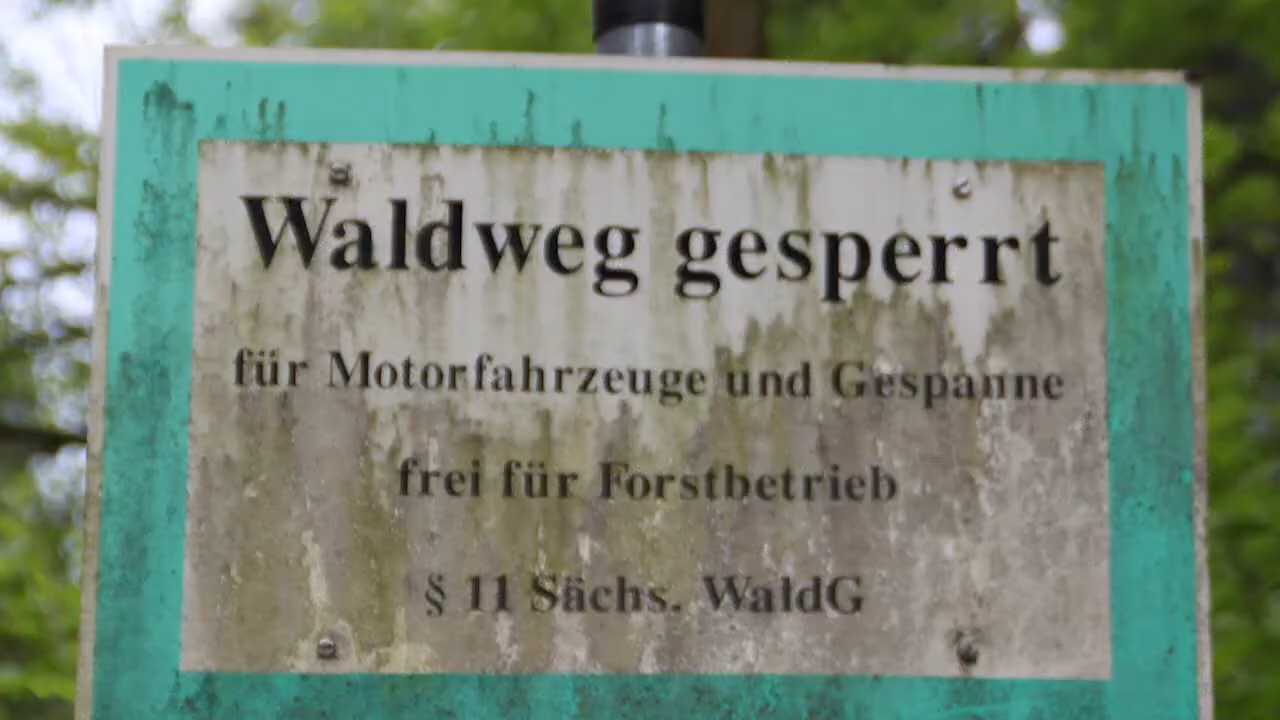 Waldweg gesperrt
für Motorfahrzeuge und Gespanne
frei für Forstbetrieb
§ 11 Sächs. WaldG